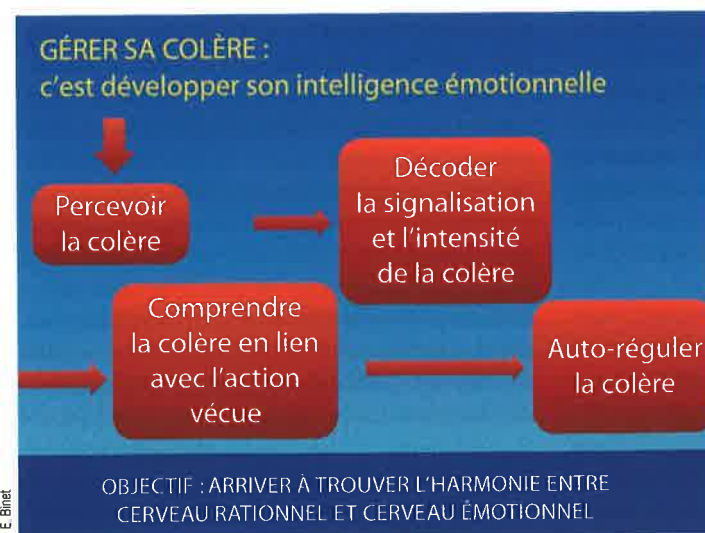 GÉRER SA COLÈRE :
c'est développer son intelligence émotionnelle
Percevoir
la colère
Décoder
la signalisation
et l'intensité
de la colère
Comprendre
la colère en lien
avec l'action
vécue
Auto-réguler
la colère
OBJECTIF : ARRIVER À TROUVER L'HARMONIE ENTRE
CERVEAU RATIONNEL ET CERVEAU ÉMOTIONNEL
E. Binet